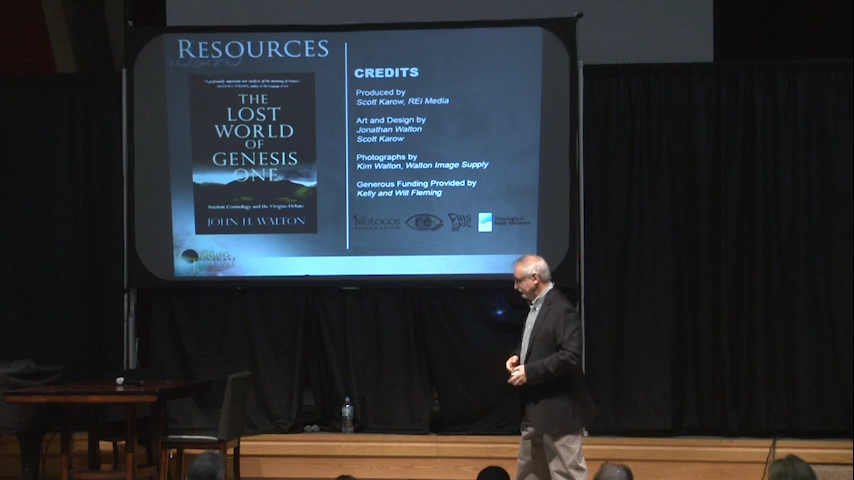 RESOURCES
THE
LOST
WORLD
OF
GENESIS
ONE
Ancient Cosmology and the Origins Debate
JOHN H. WALTON
CREDITS
Produced by
Scott Karow, REi Media
Art and Design by
Jonathan Walton
Scott Karow
Photographs by
Kim Walton, Walton Image Supply
Generous Funding Provided by
Kelly and Will Fleming
BIOLOGOS
FOUNDATION